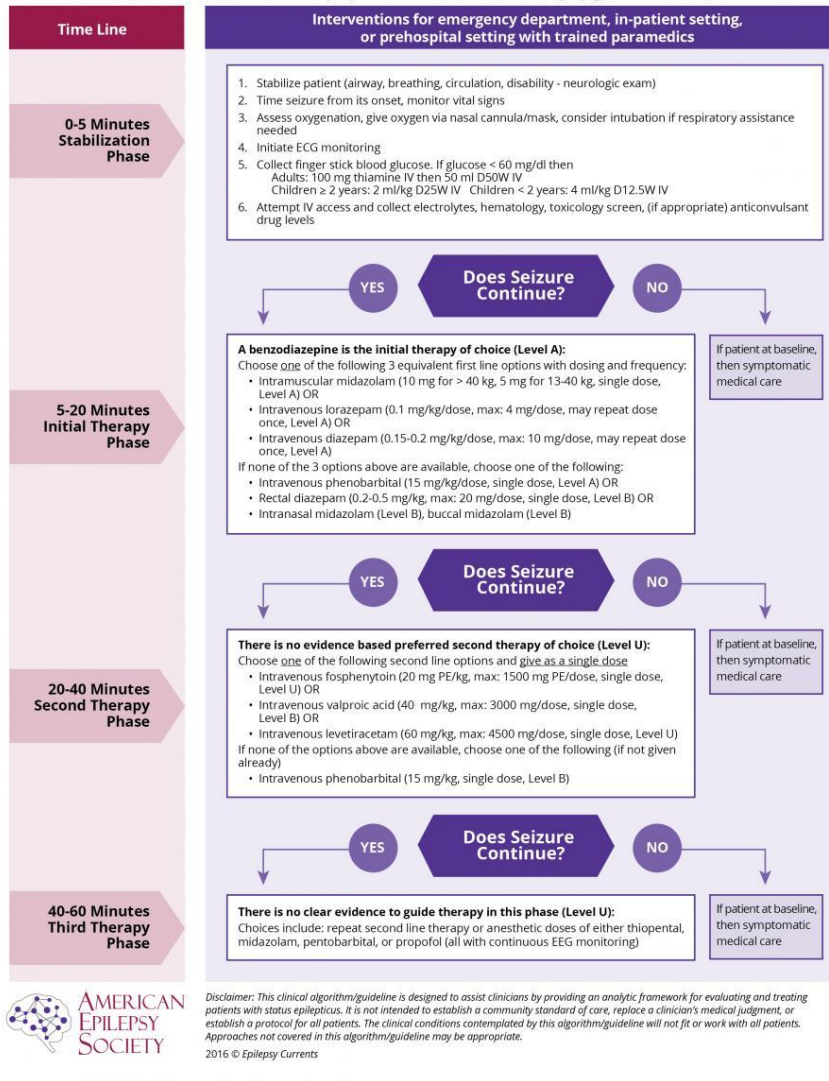 Time Line
Interventions for emergency department, in-patient setting,
or prehospital setting with trained paramedics
0-5 Minutes
Stabilization
Phase
1. Stabilize patient (airway, breathing, circulation, disability - neurologic exam)
2. Time seizure from its onset, monitor vital signs
3. Assess oxygenation, give oxygen via nasal cannula/mask, consider intubation if respiratory assistance
needed
4. Initiate ECG monitoring
5. Collect finger stick blood glucose. If glucose < 60 mg/dl then
Adults: 100 mg thiamine IV then 50 ml D50W IV
Children ≥ 2 years: 2 ml/kg D25W IV Children < 2 years: 4 ml/kg D12.5W IV
6. Attempt IV access and collect electrolytes, hematology, toxicology screen, (if appropriate) anticonvulsant
drug levels
YES
Does Seizure
Continue?
NO
5-20 Minutes
Initial Therapy
Phase
A benzodiazepine is the initial therapy of choice (Level A):
Choose one of the following 3 equivalent first line options with dosing and frequency:
• Intramuscular midazolam (10 mg for > 40 kg, 5 mg for 13-40 kg, single dose,
Level A) OR
• Intravenous lorazepam (0.1 mg/kg/dose, max: 4 mg/dose, may repeat dose
once, Level A) OR
• Intravenous diazepam (0.15-0.2 mg/kg/dose, max: 10 mg/dose, may repeat dose
once, Level A)
If none of the 3 options above are available, choose one of the following:
• Intravenous phenobarbital (15 mg/kg/dose, single dose, Level A) OR
• Rectal diazepam (0.2-0.5 mg/kg, max: 20 mg/dose, single dose, Level B) OR
• Intranasal midazolam (Level B), buccal midazolam (Level B)
If patient at baseline,
then symptomatic
medical care
YES
Does Seizure
Continue?
NO
20-40 Minutes
Second Therapy
Phase
There is no evidence based preferred second therapy of choice (Level U):
Choose one of the following second line options and give as a single dose
• Intravenous fosphenytoin (20 mg PE/kg, max: 1500 mg PE/dose, single dose,
Level U) OR
• Intravenous valproic acid (40 mg/kg, max: 3000 mg/dose, single dose,
Level B) OR
• Intravenous levetiracetam (60 mg/kg, max: 4500 mg/dose, single dose, Level U)
If none of the options above are available, choose one of the following (if not given
already)
• Intravenous phenobarbital (15 mg/kg, single dose, Level B)
If patient at baseline,
then symptomatic
medical care
YES
Does Seizure
Continue?
NO
40-60 Minutes
Third Therapy
Phase
There is no clear evidence to guide therapy in this phase (Level U):
Choices include: repeat second line therapy or anesthetic doses of either thiopental,
midazolam, pentobarbital, or propofol (all with continuous EEG monitoring)
If patient at baseline,
then symptomatic
medical care
AMERICAN
EPILEPSY
SOCIETY
Disclaimer: This clinical algorithm/guideline is designed to assist clinicians by providing an analytic framework for evaluating and treating
patients with status epilepticus. It is not intended to establish a community standard of care, replace a clinician's medical judgment, or
establish a protocol for all patients. The clinical conditions contemplated by this algorithm/guideline will not fit or work with all patients.
Approaches not covered in this algorithm/guideline may be appropriate.
2016 © Epilepsy Currents